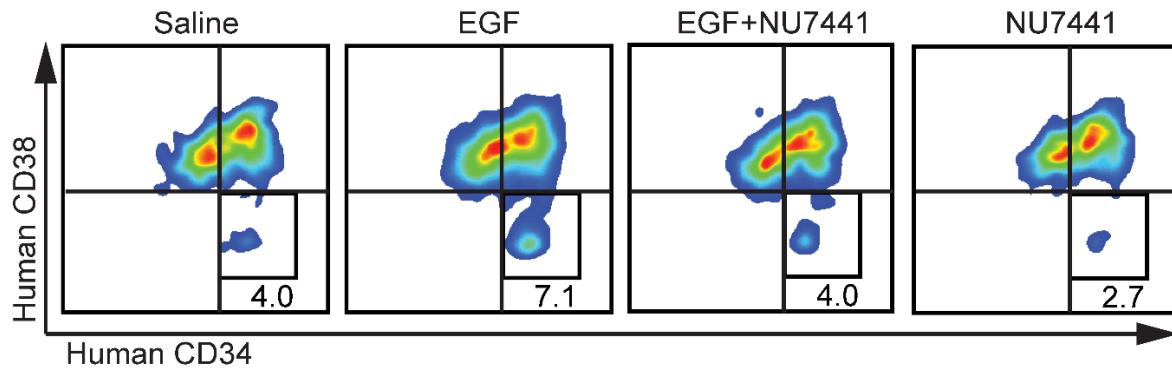 Saline EGF EGF+NU7441 NU7441
Human CD38
4.0 7.1 4.0 2.7
Human CD34